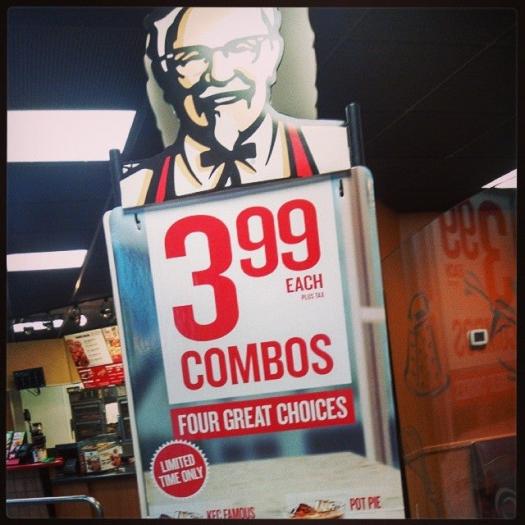 3.99
EACH
PLUS TAX
COMBOS
FOUR GREAT CHOICES
LIMITED
TIME ONLY
KFC FAMOUS
POT PIE